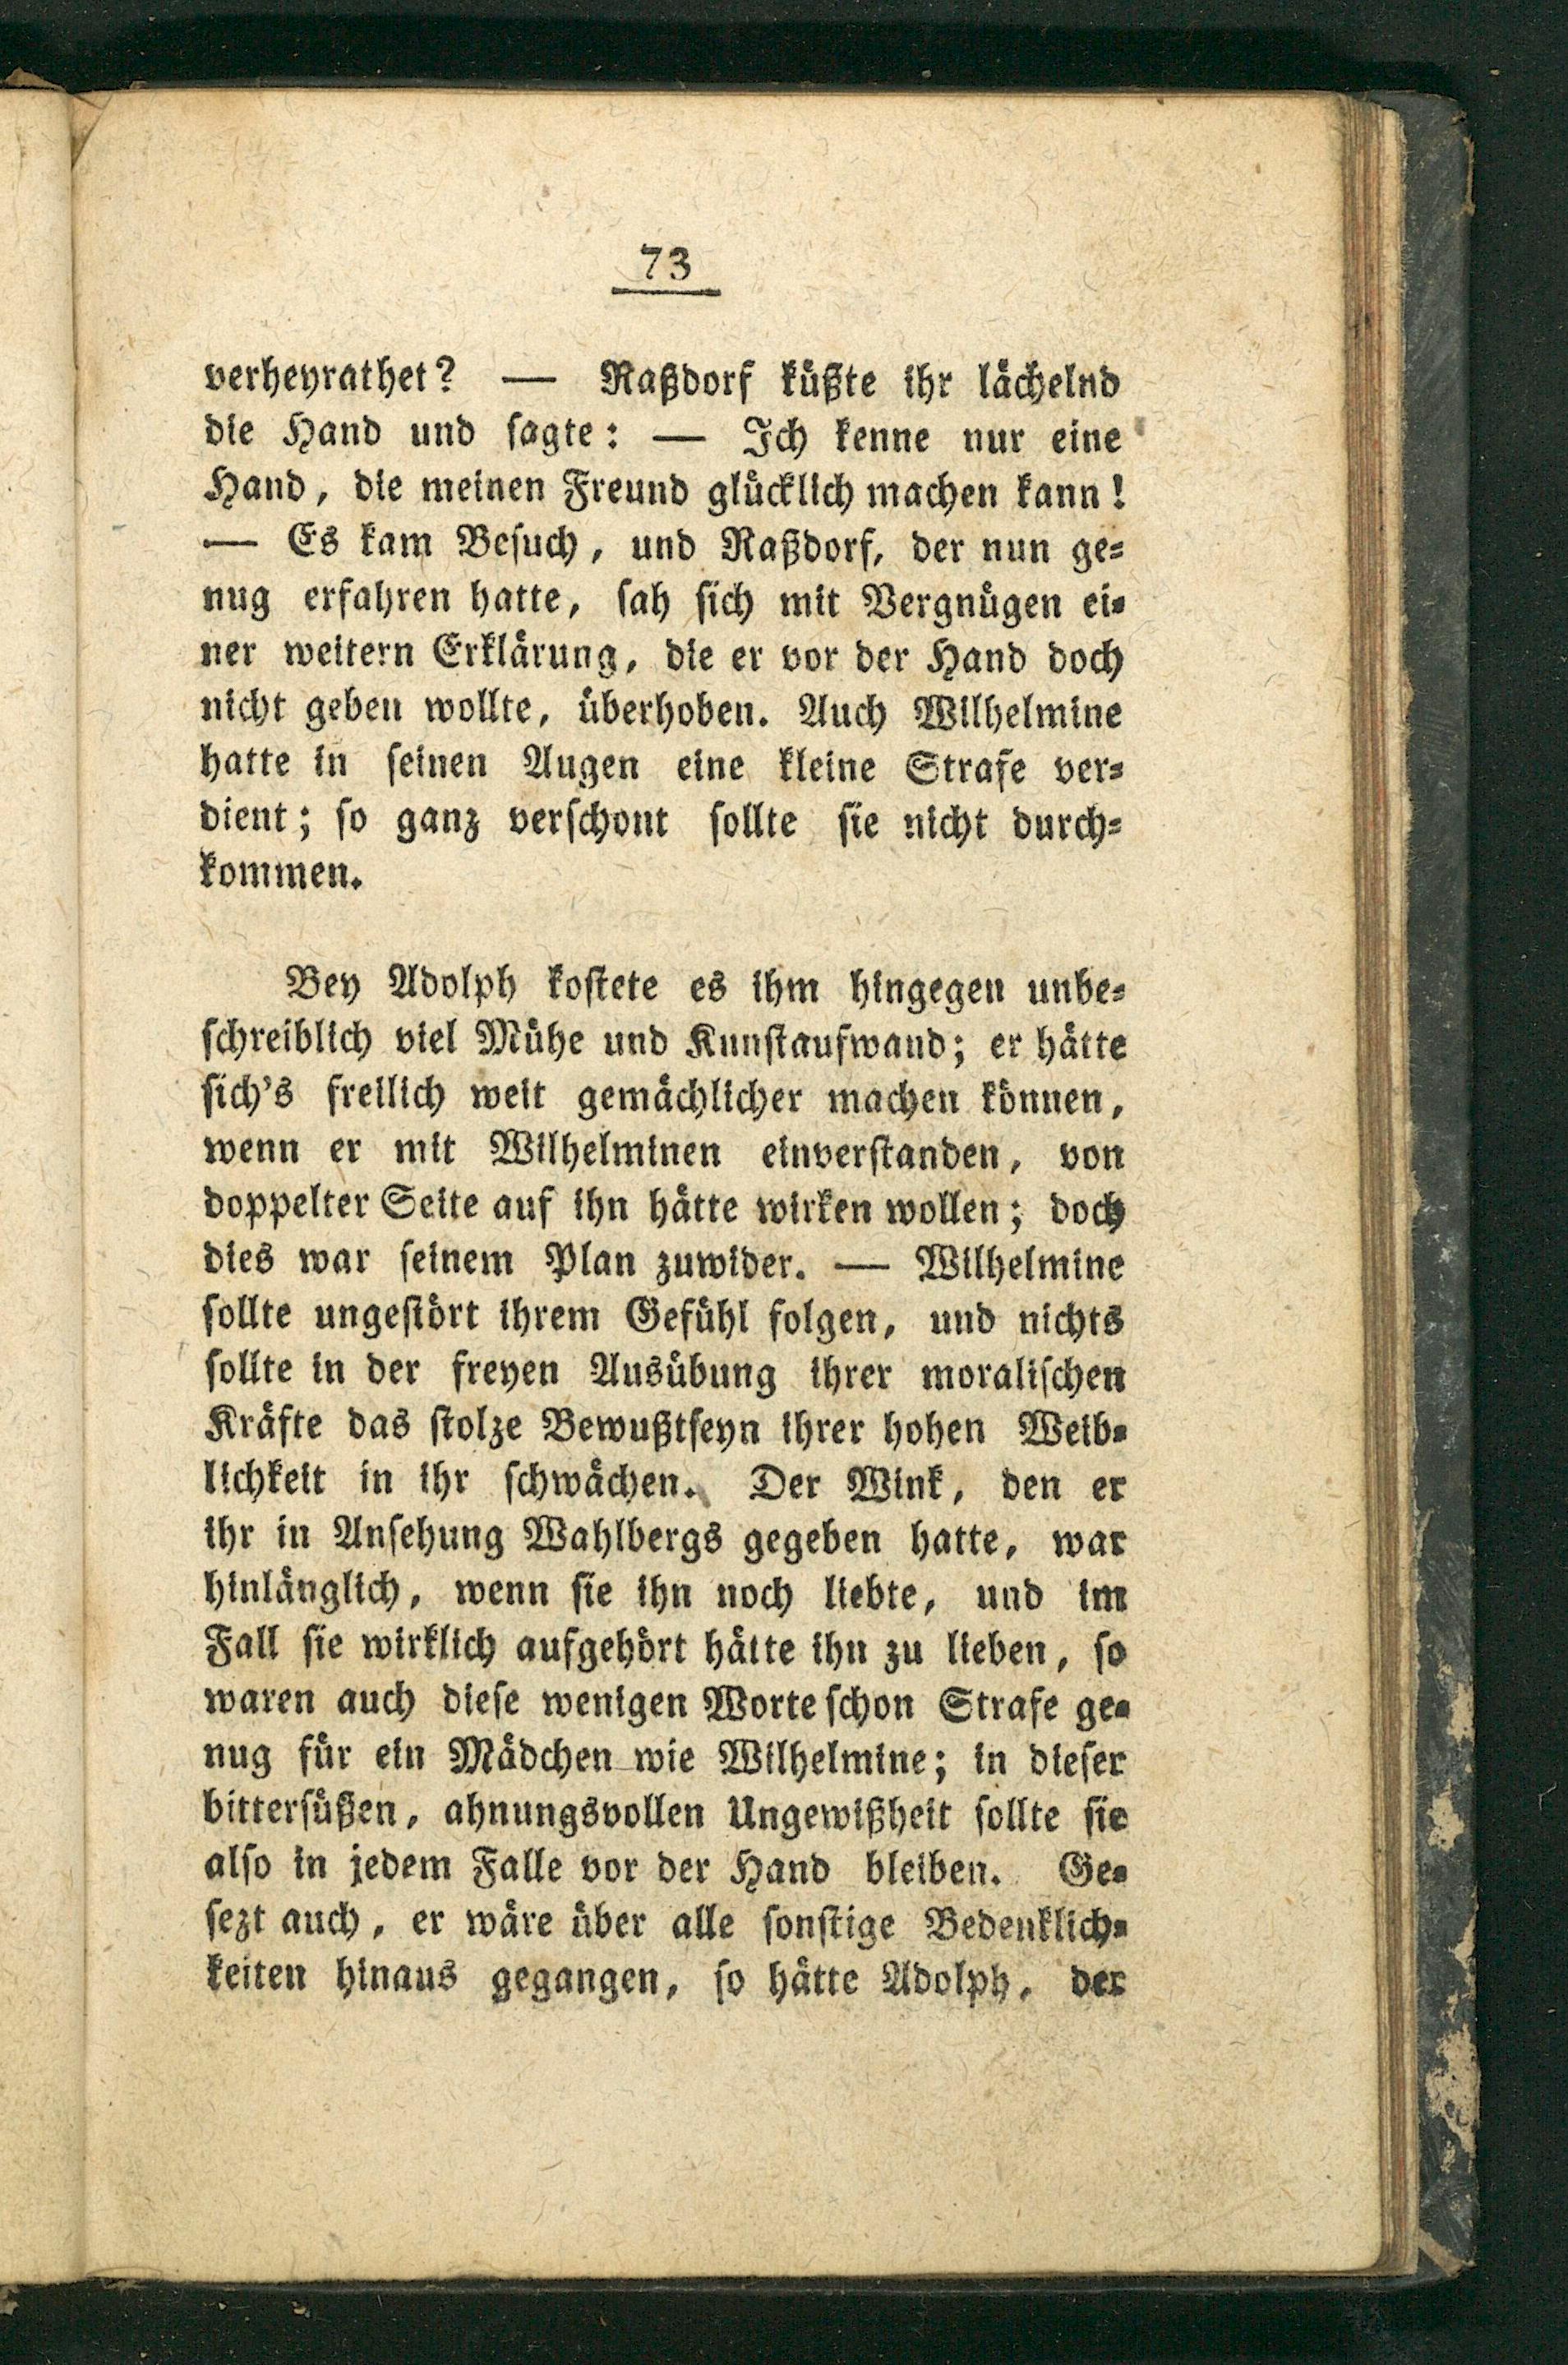 73
verheyrathet? — Raßdorf küßte ihr lächelnd
die Hand und sagte: — Ich kenne nur eine
Hand, die meinen Freund glücklich machen kann!
— Es kam Besuch, und Raßdorf, der nun ge-
nug erfahren hatte, sah sich mit Vergnügen ei-
ner weitern Erklärung, die er vor der Hand doch
nicht geben wollte, überhoben. Auch Wilhelmine
hatte in seinen Augen eine kleine Strafe ver-
dient; so ganz verschont sollte sie nicht durch-
kommen.
Bey Adolph kostete es ihm hingegen unbe-
schreiblich viel Mühe und Kunstaufwand; er hätte
sich's freilich weit gemächlicher machen können,
wenn er mit Wilhelminen einverstanden, von
doppelter Seite auf ihn hätte wirken wollen; doch
dies war seinem Plan zuwider. — Wilhelmine
sollte ungestört ihrem Gefühl folgen, und nichts
sollte in der freyen Ausübung ihrer moralischen
Kräfte das stolze Bewußtseyn ihrer hohen Weib-
lichkeit in ihr schwächen. Der Wink, den er
ihr in Ansehung Wahlbergs gegeben hatte, war
hinlänglich, wenn sie ihn noch liebte, und im
Fall sie wirklich aufgehört hätte ihn zu lieben, so
waren auch diese wenigen Worte schon Strafe ge-
nug für ein Mädchen wie Wilhelmine; in dieser
bittersüßen, ahnungsvollen Ungewißheit sollte sie
also in jedem Falle vor der Hand bleiben. Ge-
sezt auch, er wäre über alle sonstige Bedenklich-
keiten hinaus gegangen, so hätte Adolph, der